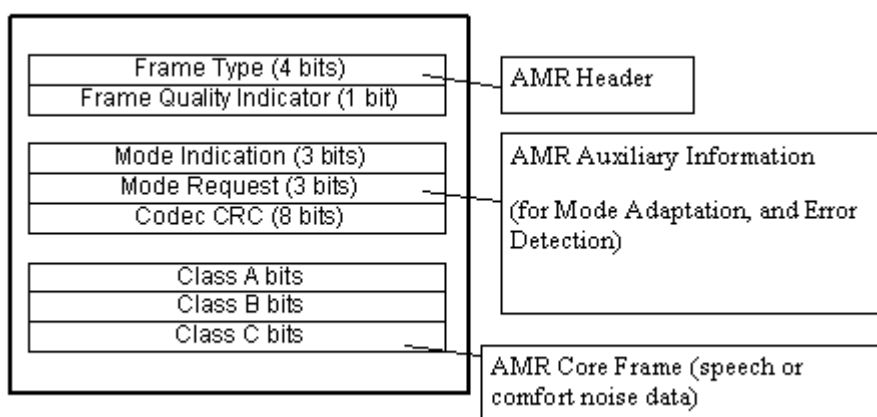 Frame Type (4 bits)
Frame Quality Indicator (1 bit)
AMR Header
Mode Indication (3 bits)
Mode Request (3 bits)
Codec CRC (8 bits)
AMR Auxiliary Information
(for Mode Adaptation, and Error
Detection)
Class A bits
Class B bits
Class C bits
AMR Core Frame (speech or
comfort noise data)